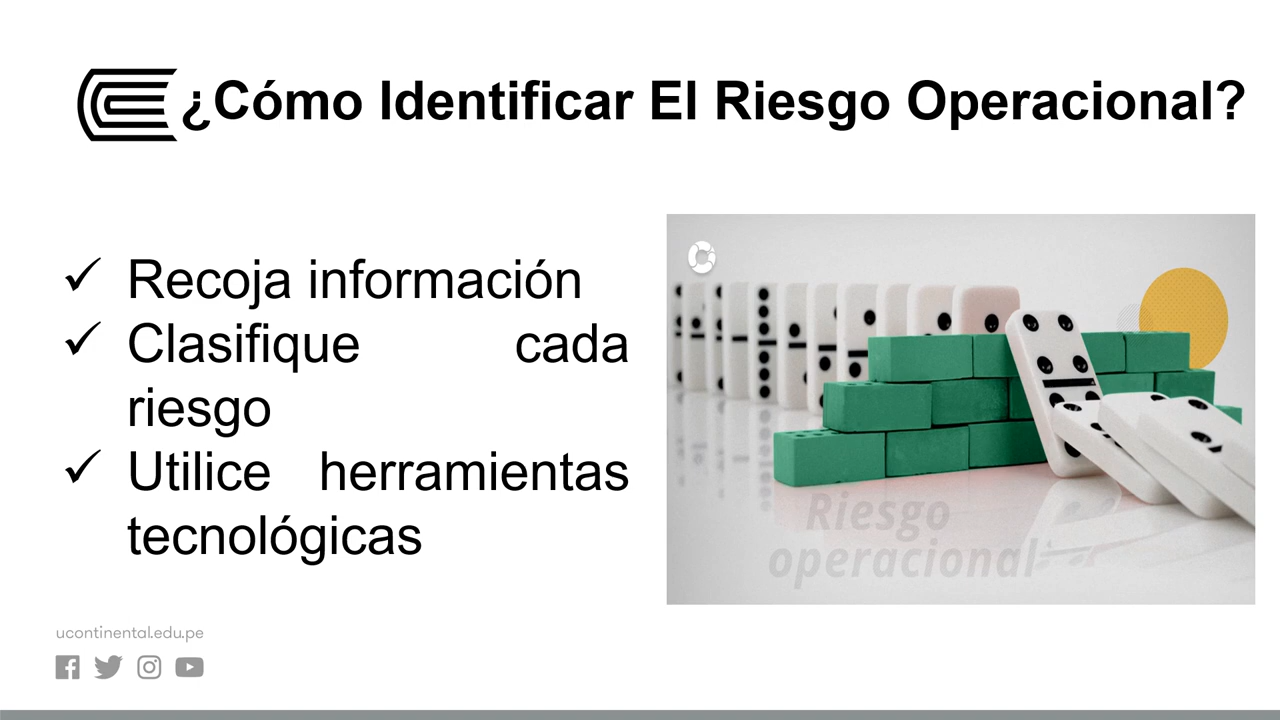 ¿Cómo Identificar El Riesgo Operacional?
Recoja información
Clasifique cada
riesgo
Utilice herramientas
tecnológicas
Riesgo
operacional
ucontinental.edu.pe